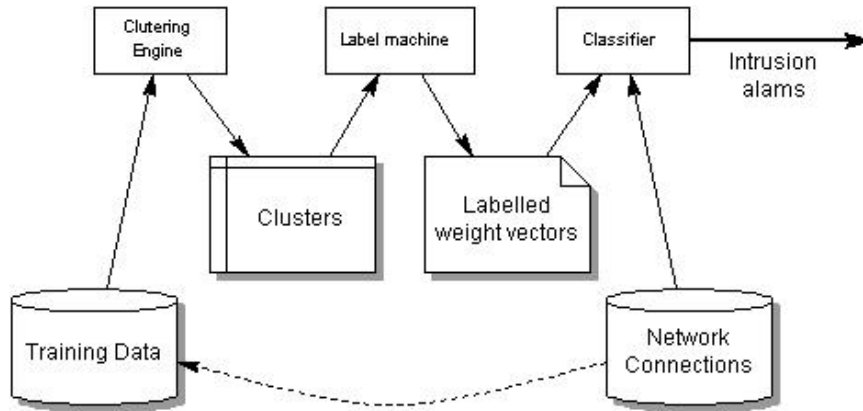 Clutering
Engine
Label machine
Classifier
Intrusion
alams
Clusters
Labelled
weight vectors
Training Data
Network
Connections